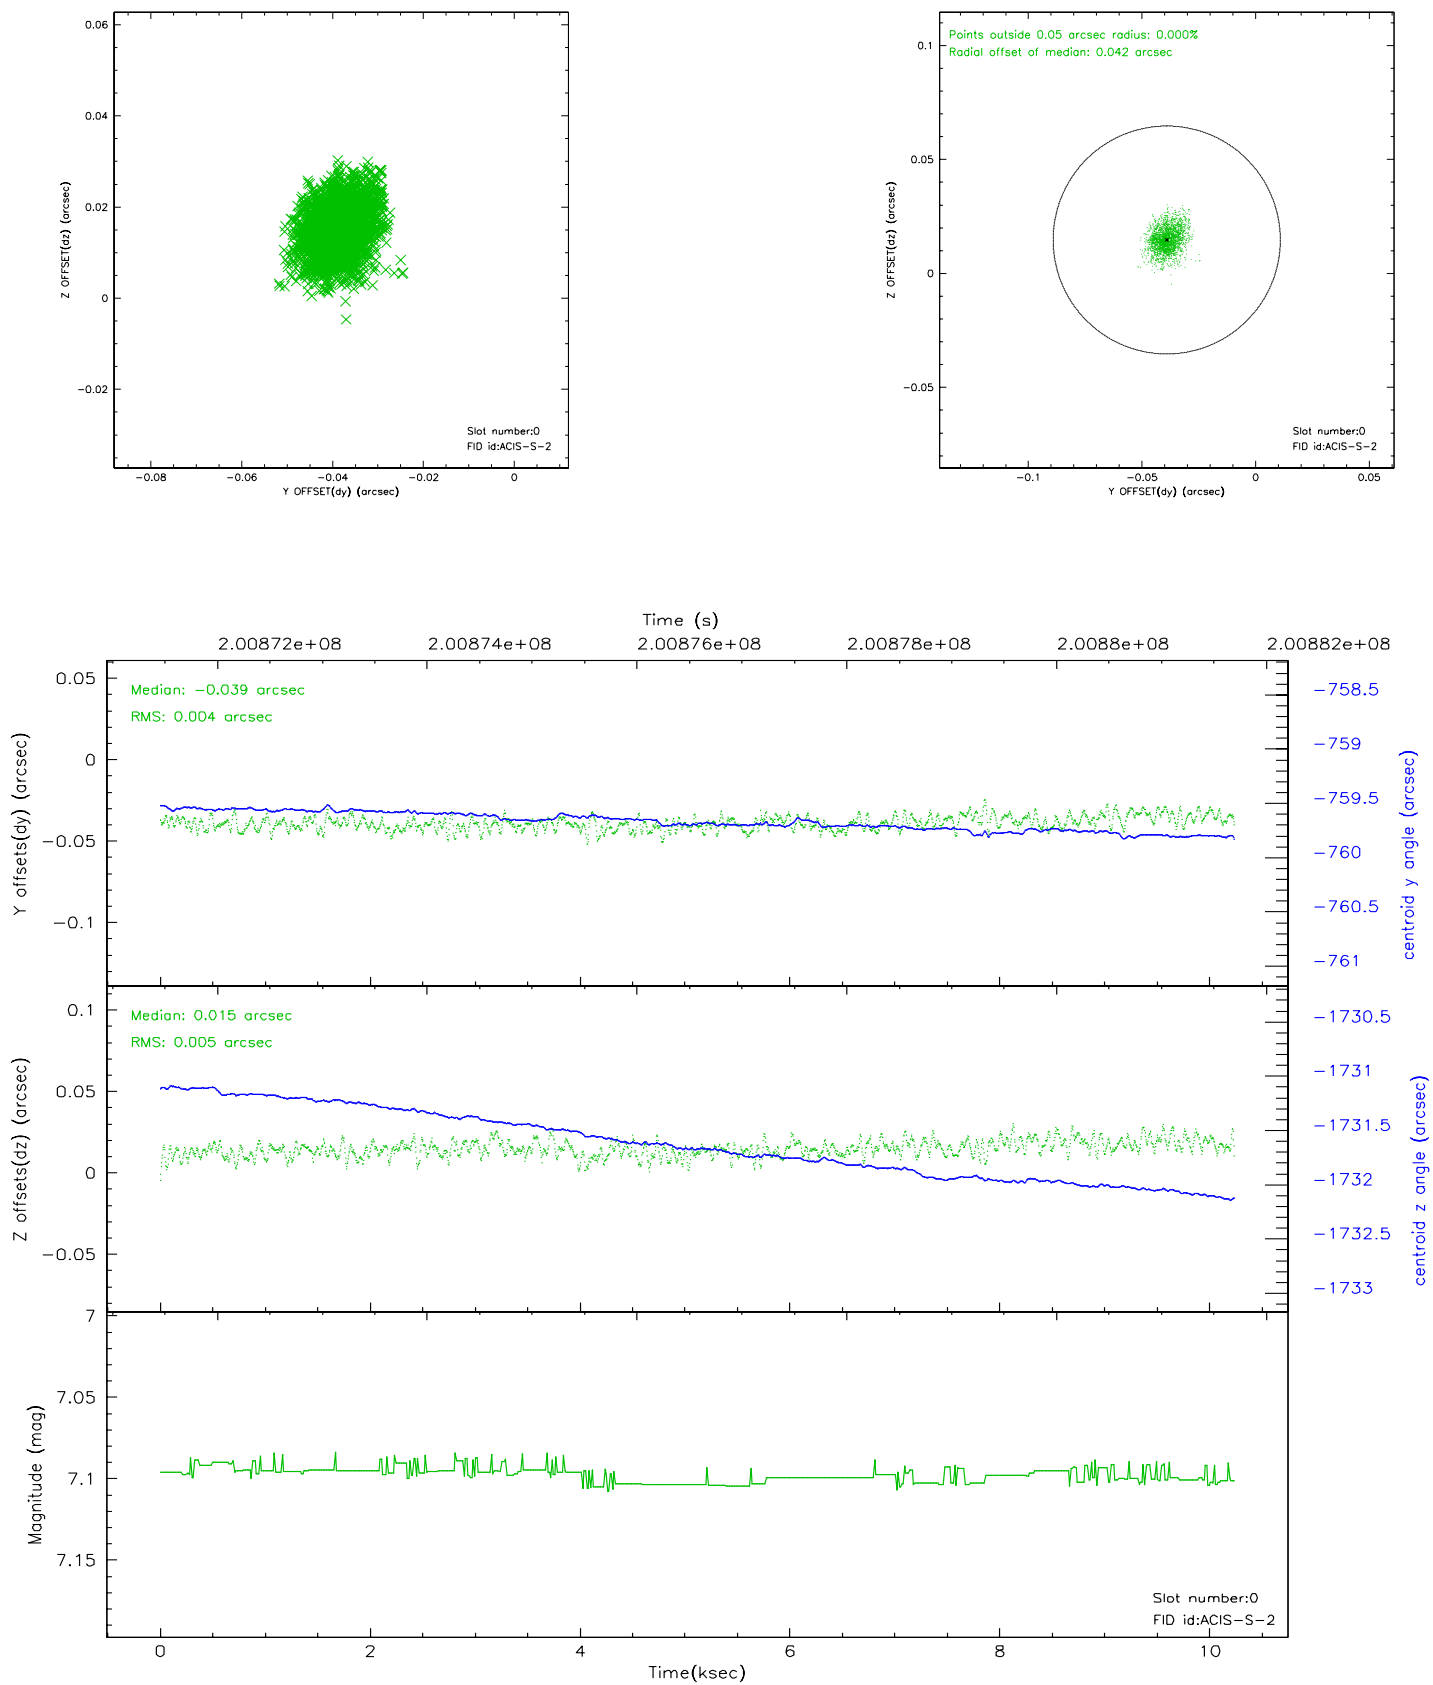 0.06
0.04
0.02
0
−0.02
Z OFFSET(dz) (arcsec)
Slot number:0
FID id:ACIS−S−2
−0.08 −0.06 −0.04 −0.02 0
Y OFFSET(dy) (arcsec)
Points outside 0.05 arcsec radius: 0.000%
Radial offset of median: 0.042 arcsec
0.1
0.05
0
−0.05
Z OFFSET(dz) (arcsec)
Slot number:0
FID id:ACIS−S−2
−0.1 −0.05 0 0.05
Y OFFSET(dy) (arcsec)
Time (s)
2.00872e+08 2.00874e+08 2.00876e+08 2.00878e+08 2.0088e+08 2.00882e+08
Median: −0.039 arcsec
RMS: 0.004 arcsec
0.05
0
−0.05
−0.1
Y offsets(dy) (arcsec)
−758.5
−759
−759.5
−760
−760.5
−761
centroid y angle (arcsec)
Median: 0.015 arcsec
RMS: 0.005 arcsec
0.1
0.05
0
−0.05
Z offsets(dz) (arcsec)
−1730.5
−1731
−1731.5
−1732
−1732.5
−1733
centroid z angle (arcsec)
7
7.05
7.1
7.15
Magnitude (mag)
Slot number:0
FID id:ACIS−S−2
0 2 4 6 8 10
Time(ksec)